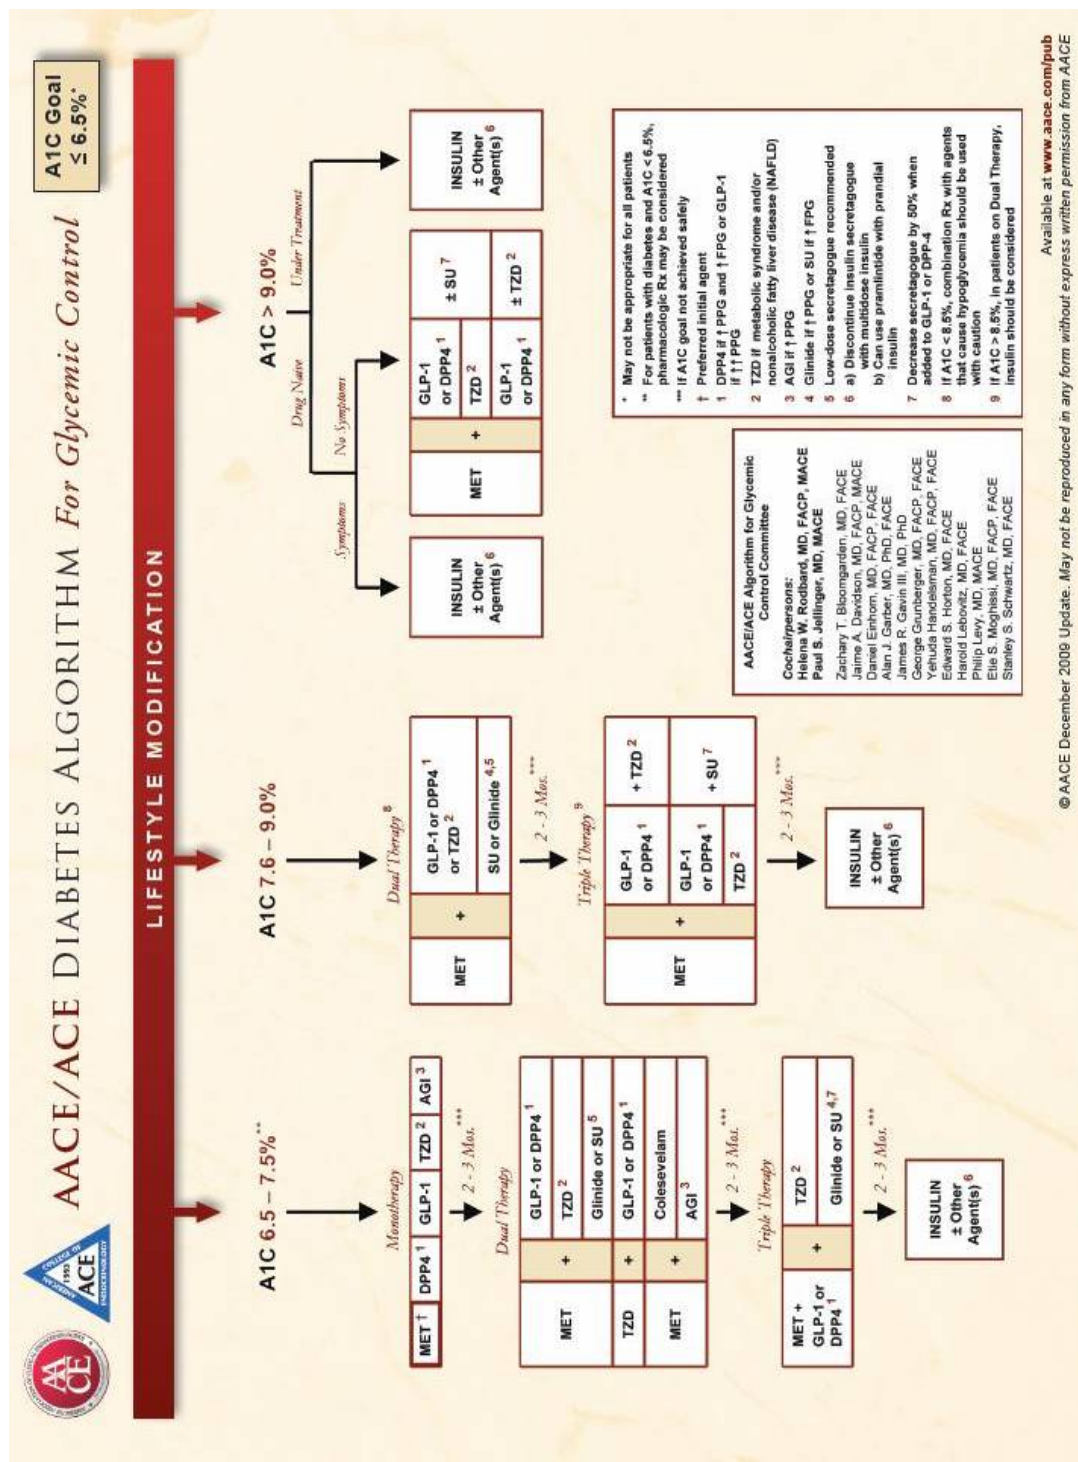 AACE/ACE DIABETES ALGORITHM For Glycemic Control
A1C Goal
≤ 6.5%*
1993
ACE
AACE
LIFESTYLE MODIFICATION
A1C 6.5 – 7.5%**
Monotherapy
MET † DPP4 1 GLP-1 TZD 2 AGI 3
2 - 3 Mos.***
Dual Therapy
MET
+
GLP-1 or DPP4 1
TZD 2
Glinide or SU 5
TZD
+
GLP-1 or DPP4 1
MET
+
Colesevelam
AGI 3
2 - 3 Mos.***
Triple Therapy
MET +
GLP-1 or
DPP4 1
+
TZD 2
Glinide or SU 4,7
2 - 3 Mos.***
INSULIN
± Other
Agent(s) 6
A1C 7.6 – 9.0%
Dual Therapy 8
MET
+
GLP-1 or DPP4 1
or TZD 2
SU or Glinide 4,5
2 - 3 Mos.***
Triple Therapy 9
MET
+
GLP-1
or DPP4 1
+ TZD 2
GLP-1
or DPP4 1
TZD 2
+ SU 7
2 - 3 Mos.***
INSULIN
± Other
Agent(s) 6
A1C > 9.0%
Drug Naive
Under Treatment
Symptoms
No Symptoms
INSULIN
± Other
Agent(s) 6
MET
+
GLP-1
or DPP4 1
TZD 2
± SU 7
GLP-1
or DPP4 1
± TZD 2
INSULIN
± Other
Agent(s) 6
AACE/ACE Algorithm for Glycemic
Control Committee
Cochairpersons:
Helena W. Rodbard, MD, FACP, MACE
Paul S. Jellinger, MD, MACE
Zachary T. Bloomgarden, MD, FACE
Jaime A. Davidson, MD, FACP, MACE
Daniel Einhorn, MD, FACP, FACE
Alan J. Garber, MD, PhD, FACE
James R. Gavin III, MD, PhD
George Grunberger, MD, FACP, FACE
Yehuda Handelsman, MD, FACP, FACE
Edward S. Horton, MD, FACE
Harold Lebovitz, MD, FACE
Philip Levy, MD, MACE
Etie S. Moghissi, MD, FACP, FACE
Stanley S. Schwartz, MD, FACE
* May not be appropriate for all patients
** For patients with diabetes and A1C < 6.5%,
pharmacologic Rx may be considered
*** If A1C goal not achieved safely
† Preferred initial agent
1 DPP4 if ↑ PPG and ↑ FPG or GLP-1
if ↑↑ PPG
2 TZD if metabolic syndrome and/or
nonalcoholic fatty liver disease (NAFLD)
3 AGI if ↑ PPG
4 Glinide if ↑ PPG or SU if ↑ FPG
5 Low-dose secretagogue recommended
6 a) Discontinue insulin secretagogue
with multidose insulin
b) Can use pramlintide with prandial
insulin
7 Decrease secretagogue by 50% when
added to GLP-1 or DPP-4
8 If A1C < 8.5%, combination Rx with agents
that cause hypoglycemia should be used
with caution
9 If A1C > 8.5%, in patients on Dual Therapy,
insulin should be considered
Available at www.aace.com/pub
© AACE December 2009 Update. May not be reproduced in any form without express written permission from AACE